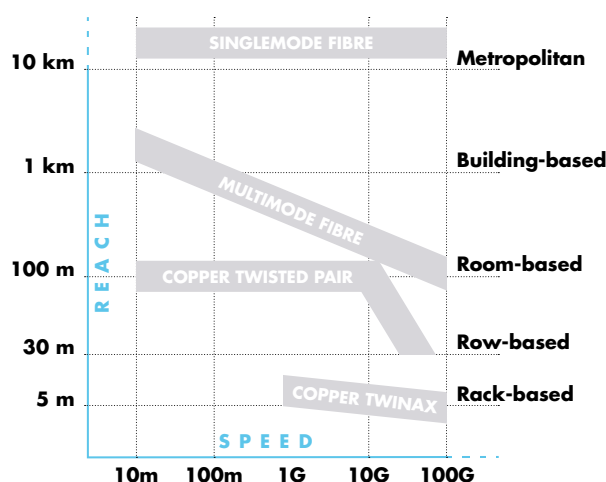 SINGLEMODE FIBRE
10 km
Metropolitan
1 km
Building-based
MULTIMODE FIBRE
REACH
100 m
COPPER TWISTED PAIR
Room-based
30 m
Row-based
5 m
COPPER TWINAX
Rack-based
SPEED
10m 100m 1G 10G 100G